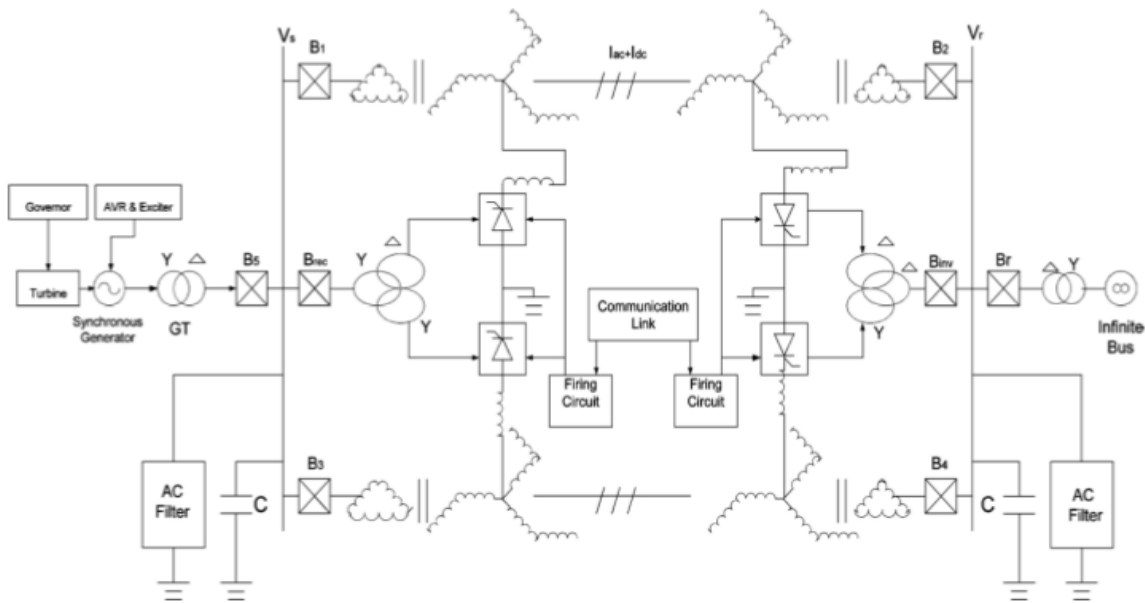 Vs
B1
Iac+Idc
B2
Vr
Governor
AVR & Exciter
Turbine
Synchronous
Generator
Y
Δ
GT
B5
Brec
Y
Δ
Y
Communication
Link
Firing
Circuit
Firing
Circuit
Δ
Δ
Y
Binv
Br
Δ
Y
Infinite
Bus
B3
B4
AC
Filter
C
C
AC
Filter